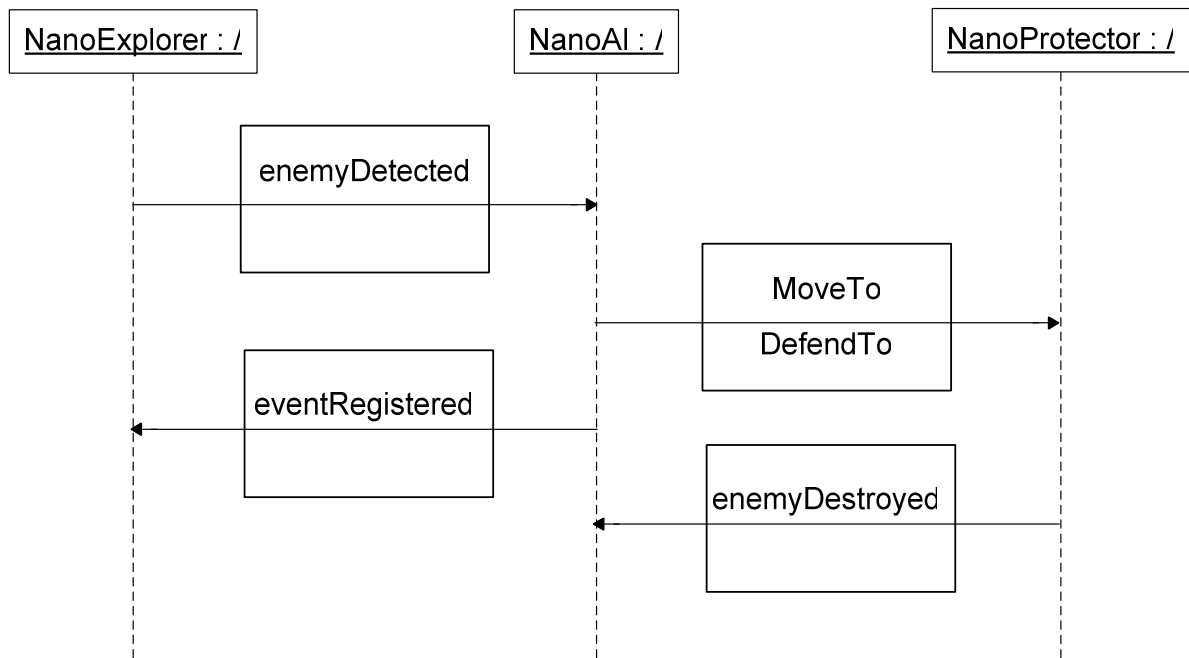 NanoExplorer : /
NanoAI : /
NanoProtector : /
enemyDetected
MoveTo
DefendTo
eventRegistered
enemyDestroyed